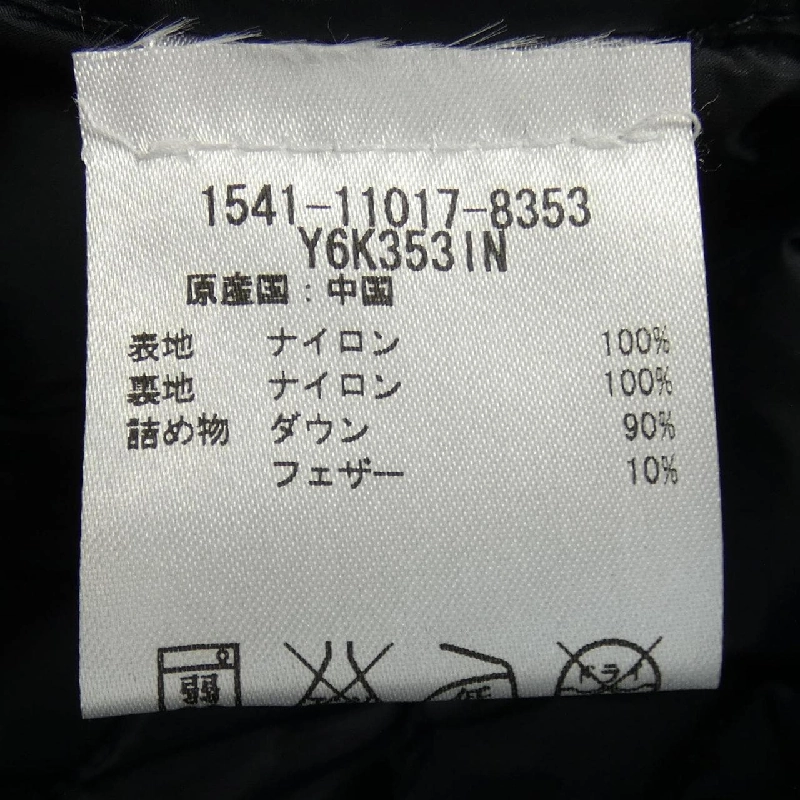 1541-11017-8353
Y6K353IN
原産国：中国
表地 ナイロン 100%
裏地 ナイロン 100%
詰め物 ダウン 90%
フェザー 10%
弱 ドライ